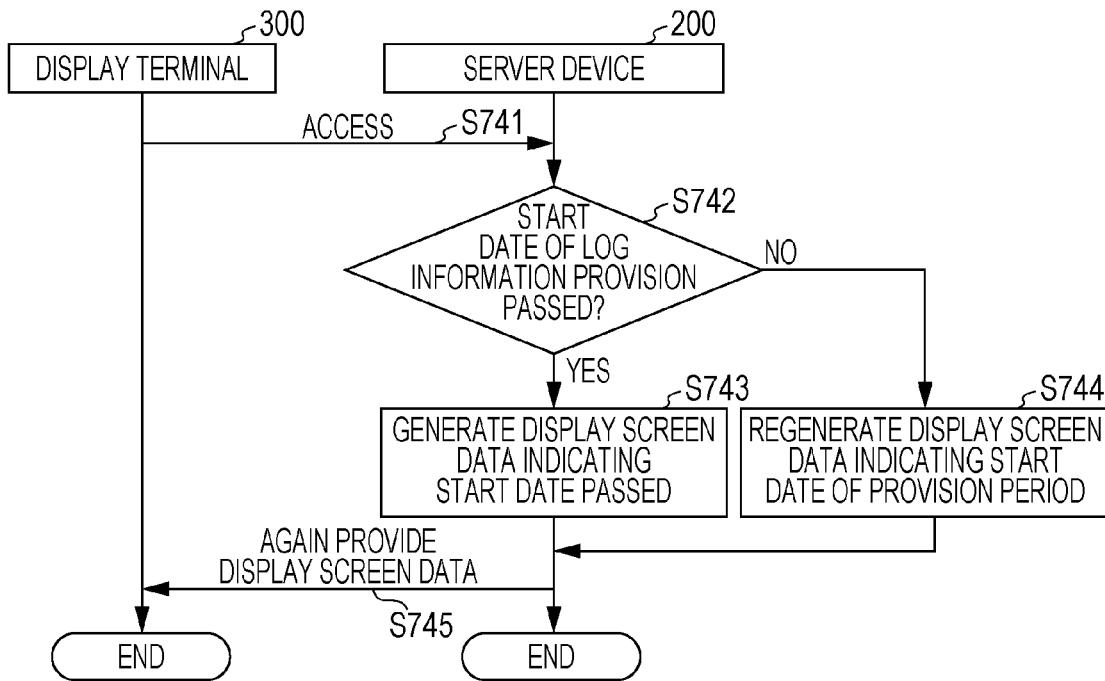 300
200
DISPLAY TERMINAL
SERVER DEVICE
ACCESS
S741
S742
START
DATE OF LOG
INFORMATION PROVISION
PASSED?
NO
YES
S743
S744
GENERATE DISPLAY SCREEN
DATA INDICATING
START DATE PASSED
REGENERATE DISPLAY SCREEN
DATA INDICATING START
DATE OF PROVISION PERIOD
AGAIN PROVIDE
DISPLAY SCREEN DATA
S745
END
END